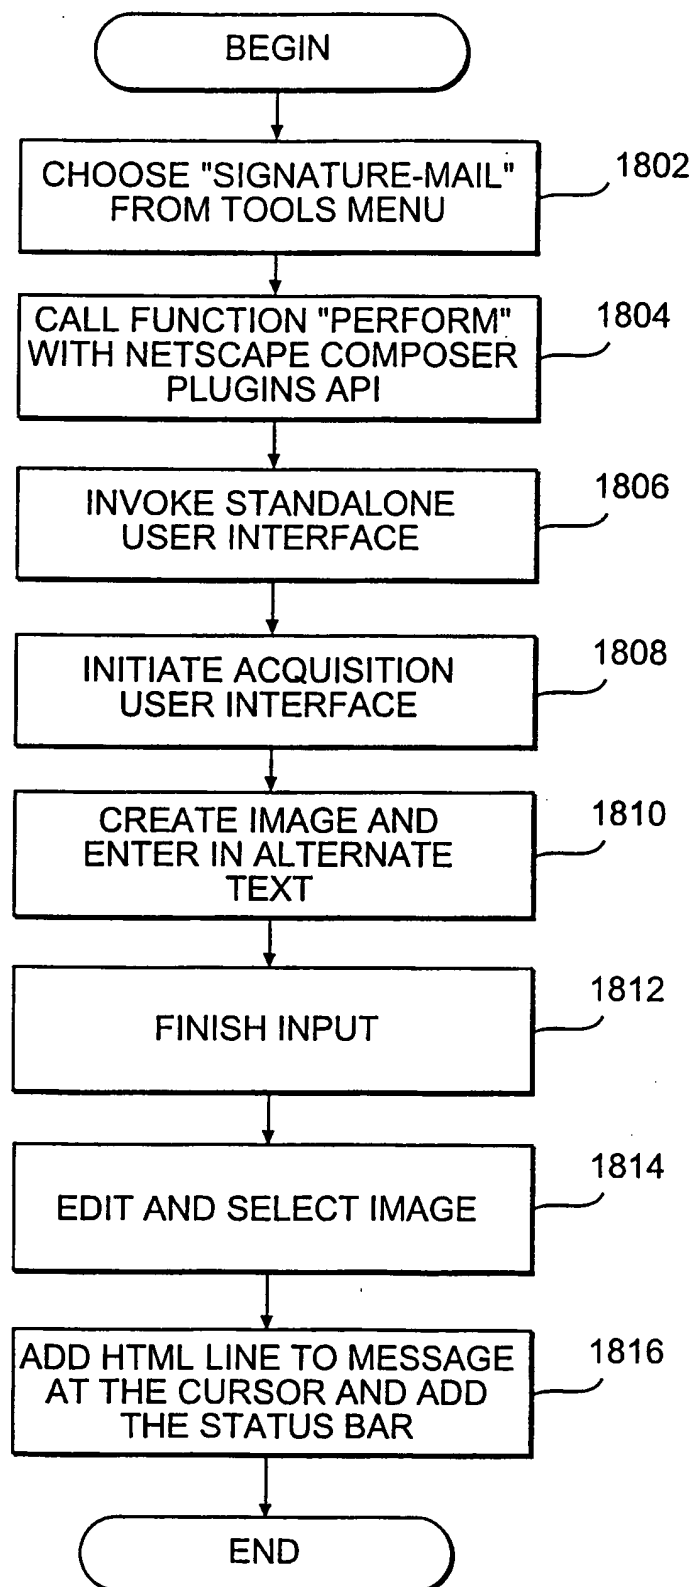 BEGIN
CHOOSE "SIGNATURE-MAIL"
FROM TOOLS MENU
1802
CALL FUNCTION "PERFORM"
WITH NETSCAPE COMPOSER
PLUGINS API
1804
INVOKE STANDALONE
USER INTERFACE
1806
INITIATE ACQUISITION
USER INTERFACE
1808
CREATE IMAGE AND
ENTER IN ALTERNATE
TEXT
1810
FINISH INPUT
1812
EDIT AND SELECT IMAGE
1814
ADD HTML LINE TO MESSAGE
AT THE CURSOR AND ADD
THE STATUS BAR
1816
END